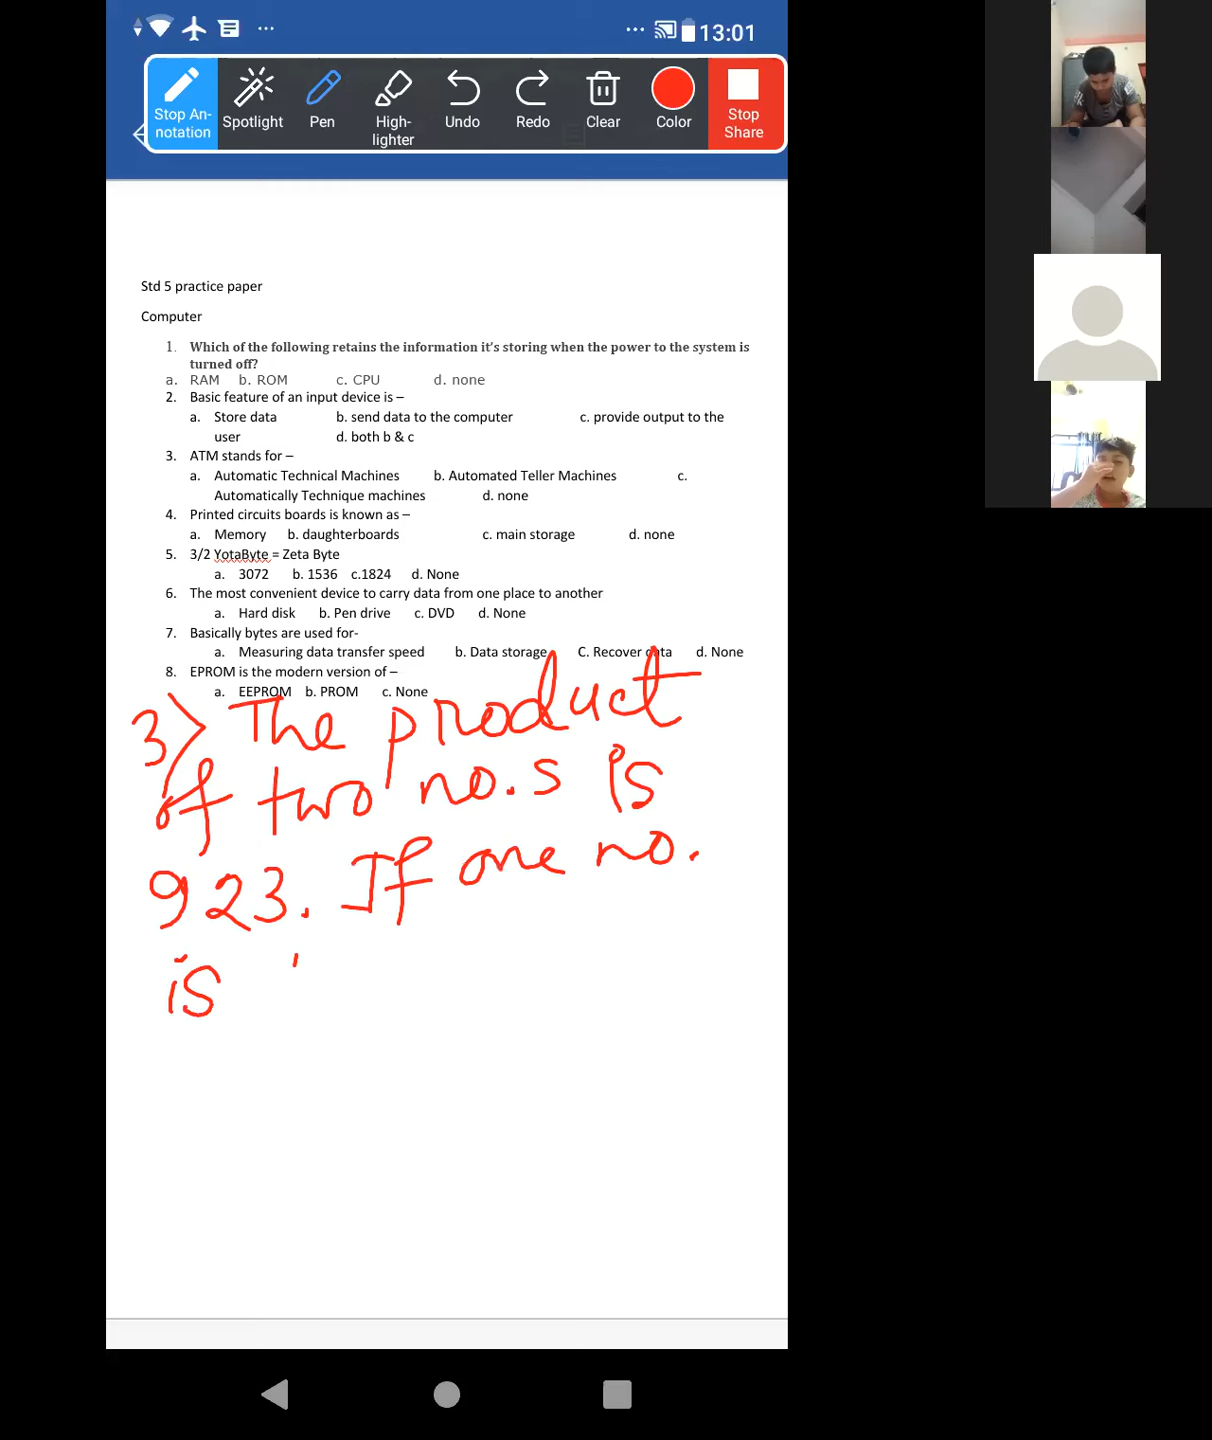 13:01
Stop An-
notation
Spotlight
Pen
High-
lighter
Undo
Redo
Clear
Color
Stop
Share
Std 5 practice paper
Computer
1. Which of the following retains the information it's storing when the power to the system is
turned off?
a. RAM b. ROM c. CPU d. none
2. Basic feature of an input device is –
a. Store data b. send data to the computer c. provide output to the
user d. both b & c
3. ATM stands for –
a. Automatic Technical Machines b. Automated Teller Machines c.
Automatically Technique machines d. none
4. Printed circuits boards is known as –
a. Memory b. daughterboards c. main storage d. none
5. 3/2 YotaByte = Zeta Byte
a. 3072 b. 1536 c.1824 d. None
6. The most convenient device to carry data from one place to another
a. Hard disk b. Pen drive c. DVD d. None
7. Basically bytes are used for-
a. Measuring data transfer speed b. Data storage C. Recover data d. None
8. EPROM is the modern version of –
a. EEPROM b. PROM c. None
3> The product
of two no.s is
923. If one no.
is